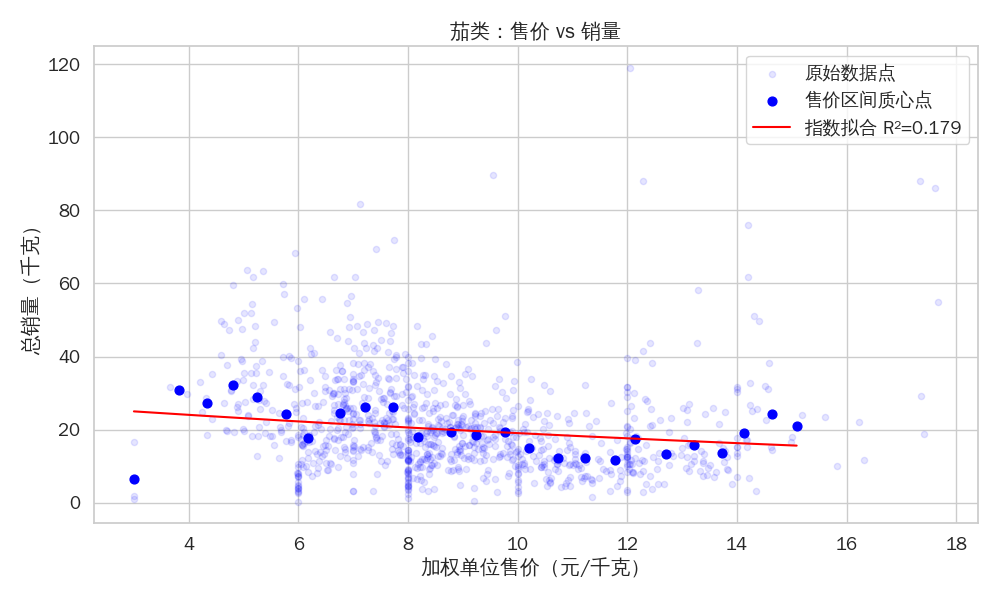 茄类：售价 vs 销量
原始数据点
售价区间质心点
指数拟合 R²=0.179
总销量（千克）
120
100
80
60
40
20
0
4 6 8 10 12 14 16 18
加权单位售价（元/千克）